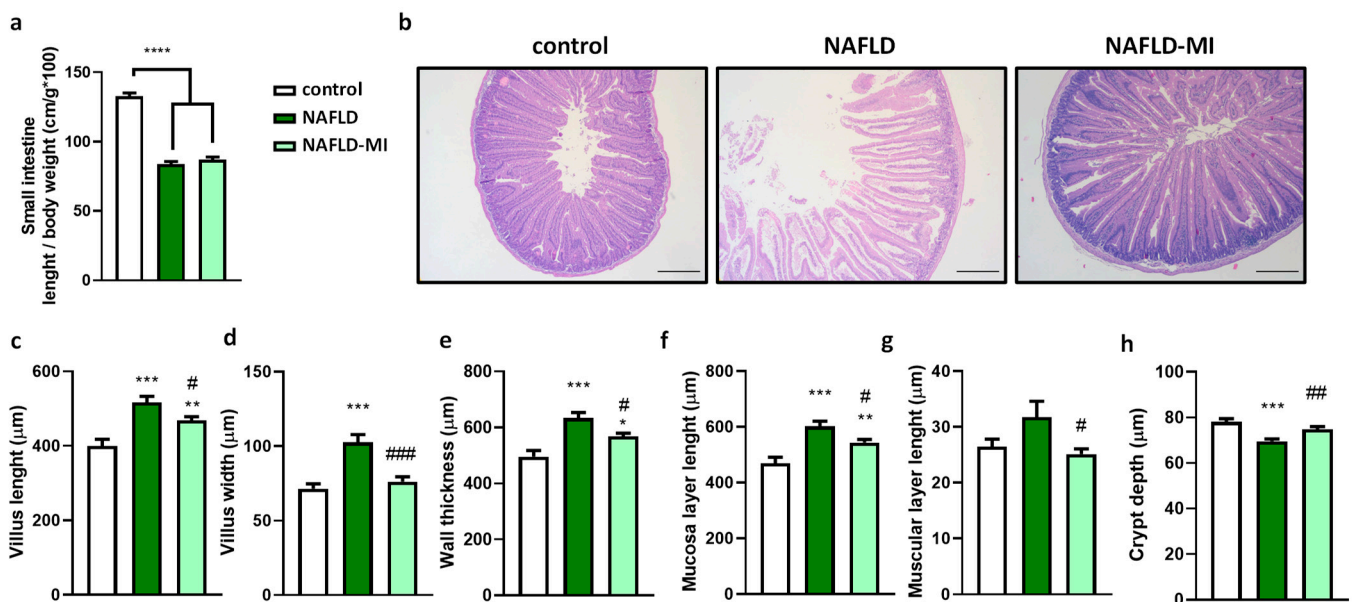 a
****
Small intestine
lenght / body weight (cm/g*100)
150
100
50
0
control
NAFLD
NAFLD-MI
b
control
NAFLD
NAFLD-MI
c
Villus lenght (μm)
600
400
200
0
***
#
**
d
Villus width (μm)
150
100
50
0
***
###
e
Wall thickness (μm)
800
600
400
200
0
***
#
*
f
Mucosa layer lenght (μm)
800
600
400
200
0
***
#
**
g
Muscular layer lenght (μm)
40
30
20
10
0
#
h
Crypt depth (μm)
100
80
60
40
20
0
***
##